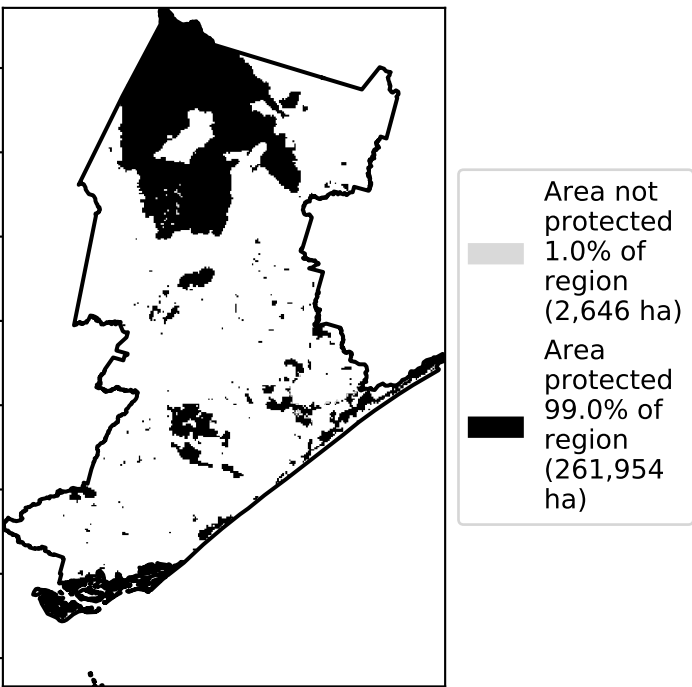 Area not
protected
1.0% of
region
(2,646 ha)
Area
protected
99.0% of
region
(261,954
ha)